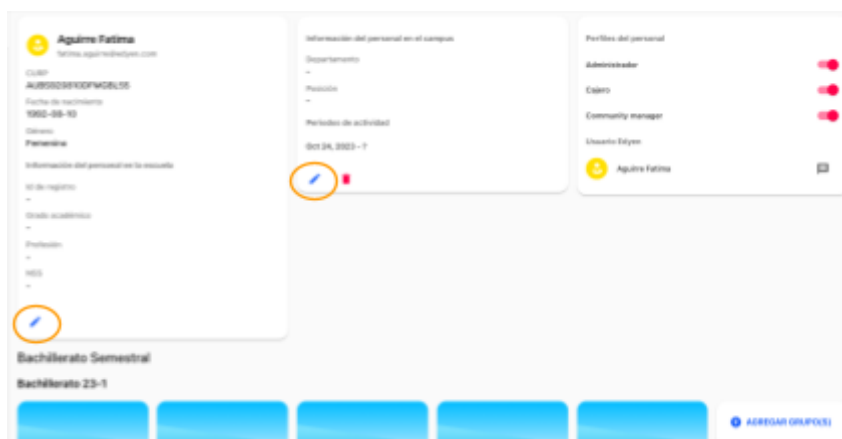 Aguirre Fatima
fatima.aguirre@edyen.com
CURP
Fecha de nacimiento
1992-08-10
Género
Femenina
Información del personal en la escuela
Id de registro
–
Grado académico
–
Profesión
–
NSS
–
Información del personal en el campus
Departamento
–
Posición
–
Periodos de actividad
Oct 24, 2023 – ?
Perfiles del personal
Administrador
Cajero
Community manager
Usuario Edyen
Aguirre Fatima
Bachillerato Semestral
Bachillerato 23-1
AGREGAR GRUPO(S)